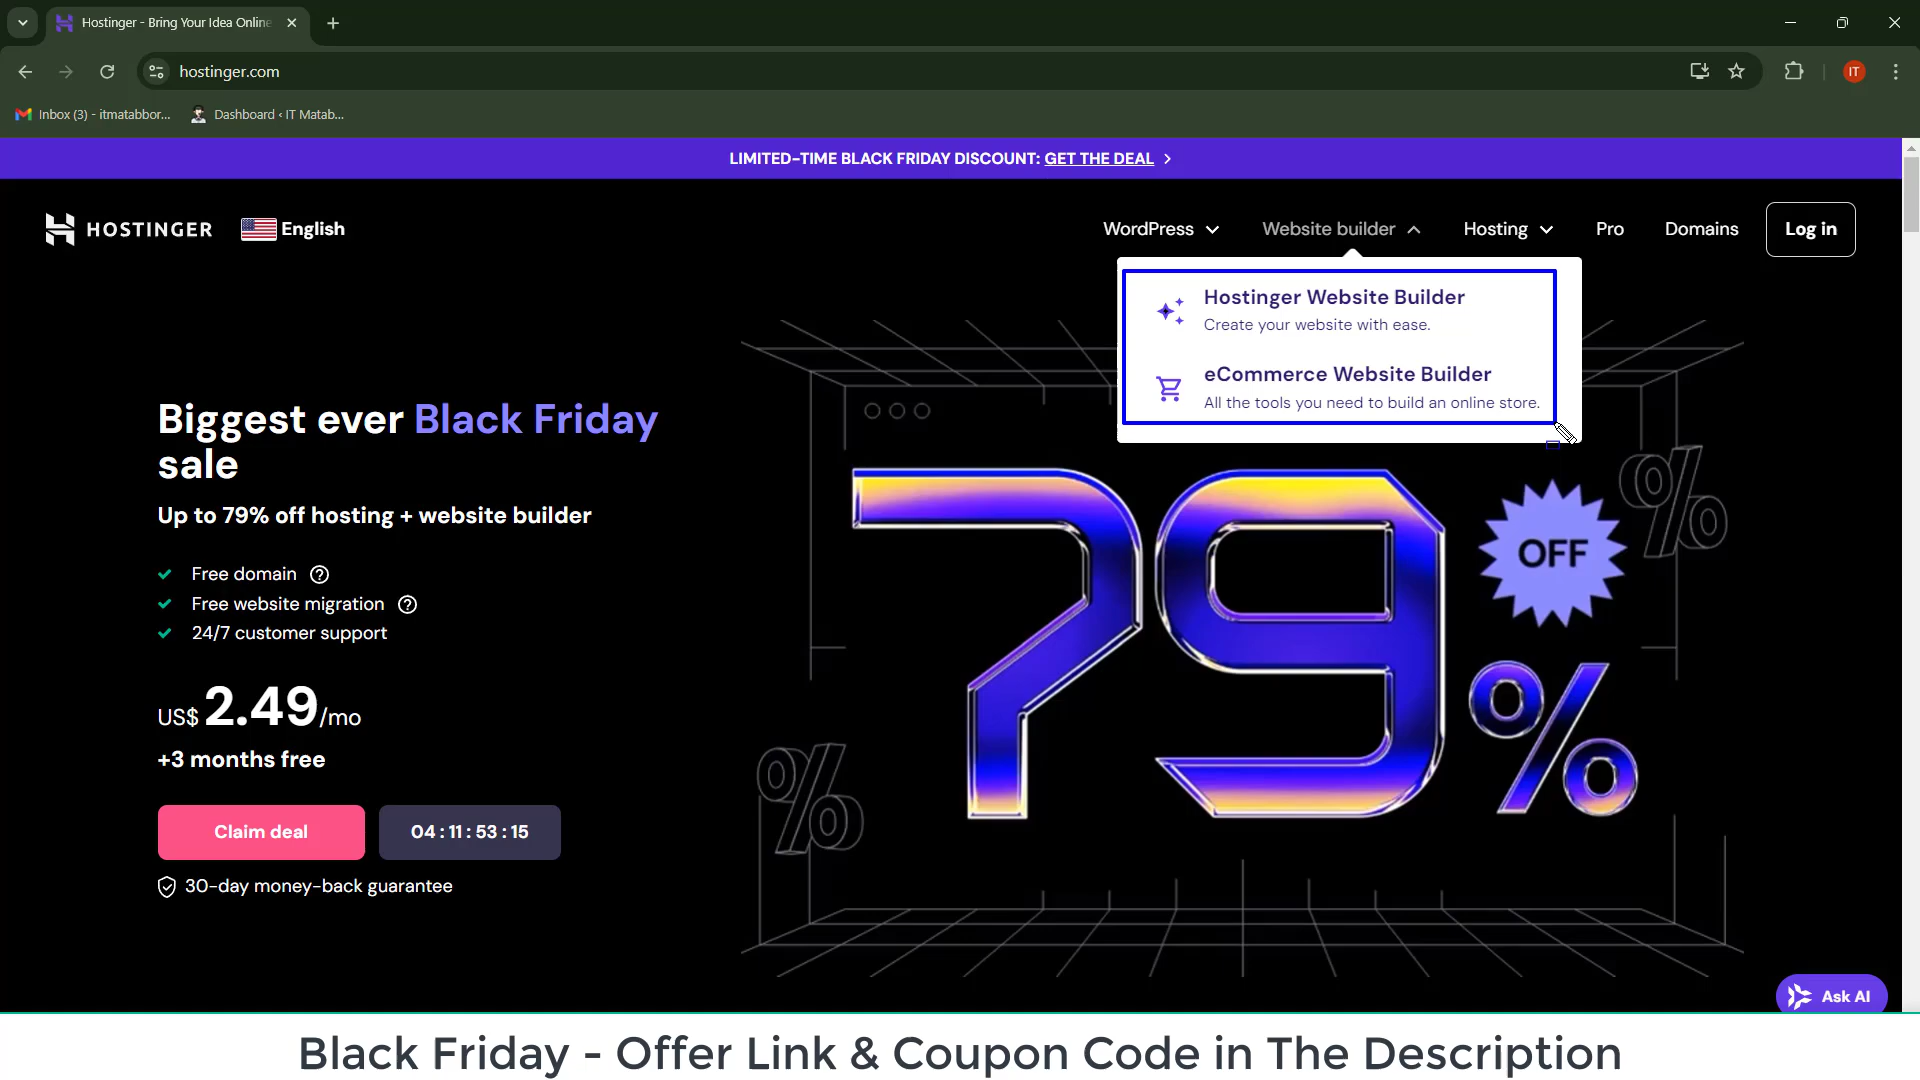 Hostinger - Bring Your Idea Online
hostinger.com
IT
Inbox (3) - itmatabbor...
Dashboard ‹ IT Matab...
LIMITED-TIME BLACK FRIDAY DISCOUNT: GET THE DEAL
HOSTINGER
English
WordPress
Website builder
Hosting
Pro
Domains
Log in
Hostinger Website Builder
Create your website with ease.
eCommerce Website Builder
All the tools you need to build an online store.
Biggest ever Black Friday
sale
Up to 79% off hosting + website builder
Free domain
Free website migration
24/7 customer support
US$ 2.49/mo
+3 months free
Claim deal
04 : 11 : 53 : 15
30-day money-back guarantee
79%
OFF
%
%
Ask AI
Black Friday - Offer Link & Coupon Code in The Description